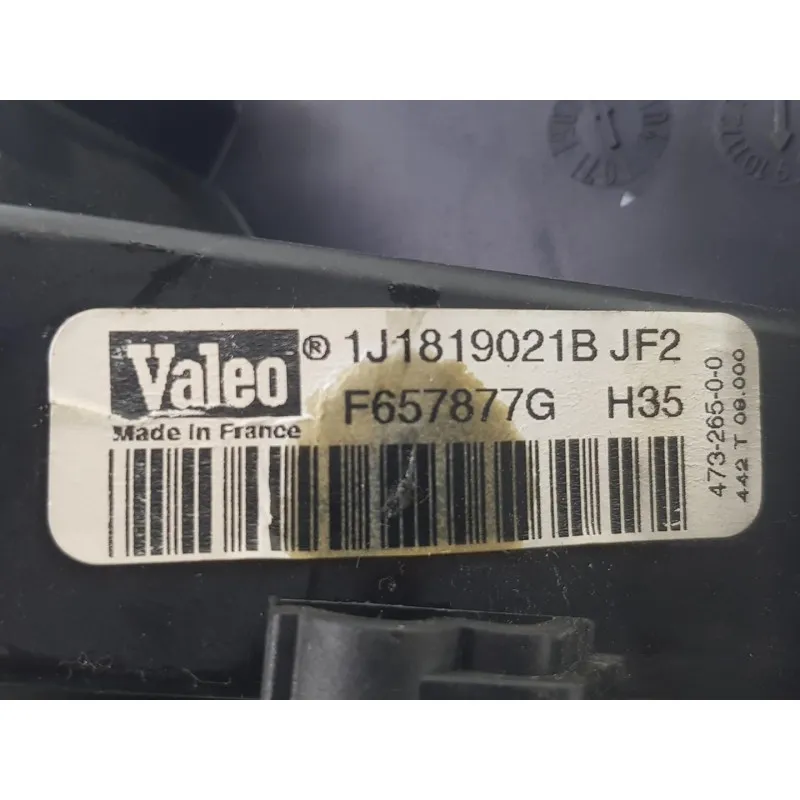 Valeo® 1J1819021B JF2
F657877G H35
Made in France
473-265-0-0
442 T 09.000